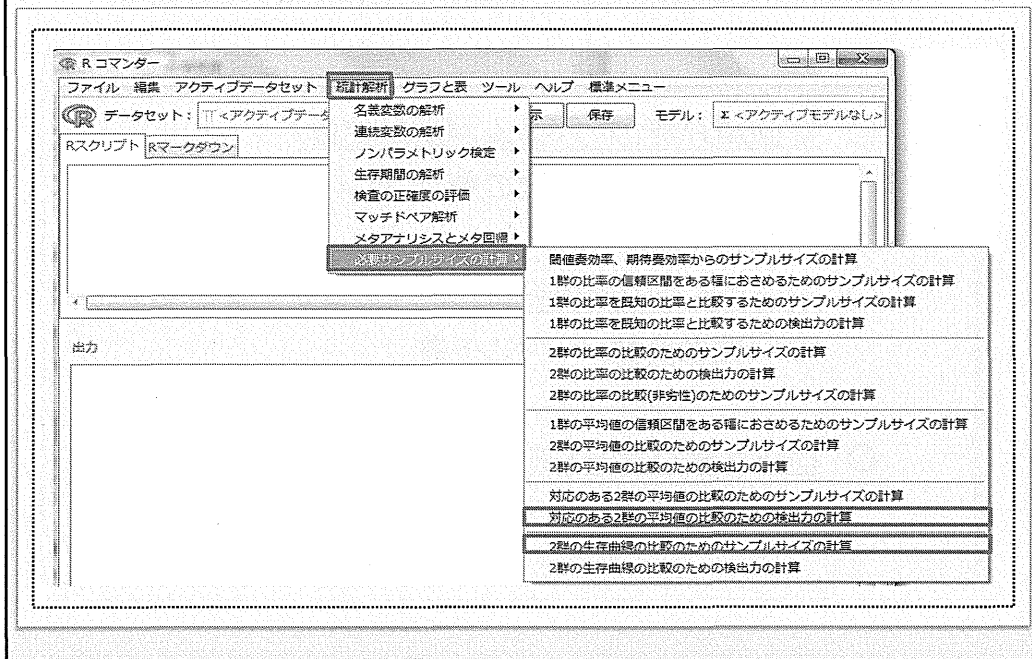 R コマンダー
ファイル 編集 アクティブデータセット 統計解析 グラフと表 ツール ヘルプ 標準メニュー
データセット: <アクティブデータ 示 保存 モデル: Σ <アクティブモデルなし>
Rスクリプト Rマークダウン
名義変数の解析
連続変数の解析
ノンパラメトリック検定
生存期間の解析
検査の正確度の評価
マッチドペア解析
メタアナリシスとメタ回帰
必要サンプルサイズの計算
閾値奏効率、期待奏効率からのサンプルサイズの計算
1群の比率の信頼区間をある幅におさめるためのサンプルサイズの計算
1群の比率を既知の比率と比較するためのサンプルサイズの計算
1群の比率を既知の比率と比較するための検出力の計算
2群の比率の比較のためのサンプルサイズの計算
2群の比率の比較のための検出力の計算
2群の比率の比較(非劣性)のためのサンプルサイズの計算
1群の平均値の信頼区間をある幅におさめるためのサンプルサイズの計算
2群の平均値の比較のためのサンプルサイズの計算
2群の平均値の比較のための検出力の計算
対応のある2群の平均値の比較のためのサンプルサイズの計算
対応のある2群の平均値の比較のための検出力の計算
2群の生存曲線の比較のためのサンプルサイズの計算
2群の生存曲線の比較のための検出力の計算
出力